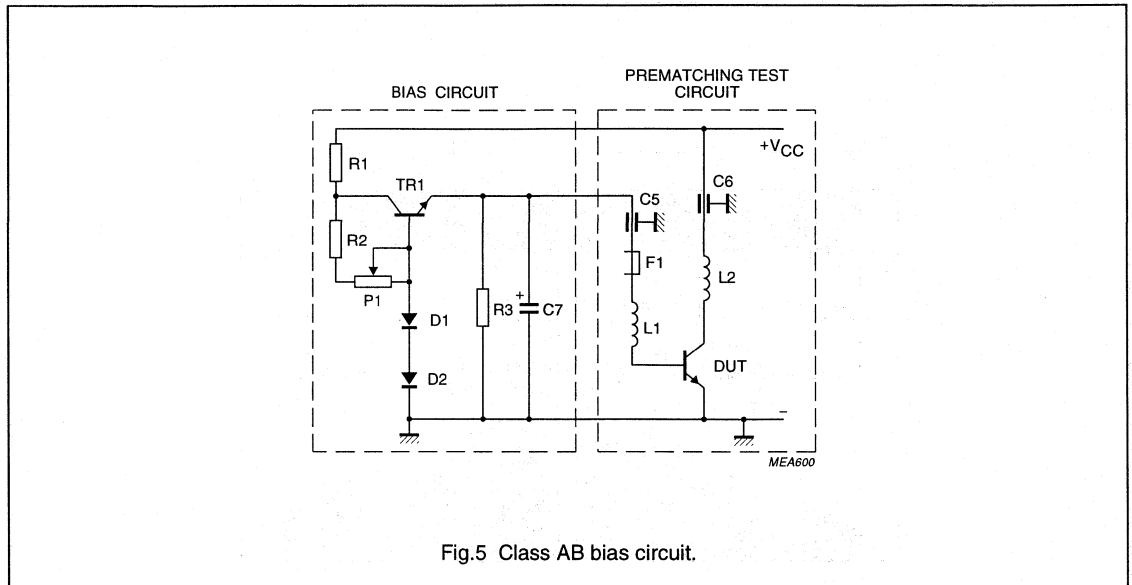 BIAS CIRCUIT
PREMATCHING TEST
CIRCUIT
+VCC
R1
TR1
C5
C6
R2
F1
P1
L2
D1
R3
+
C7
L1
D2
DUT
–
MEA600
Fig.5 Class AB bias circuit.